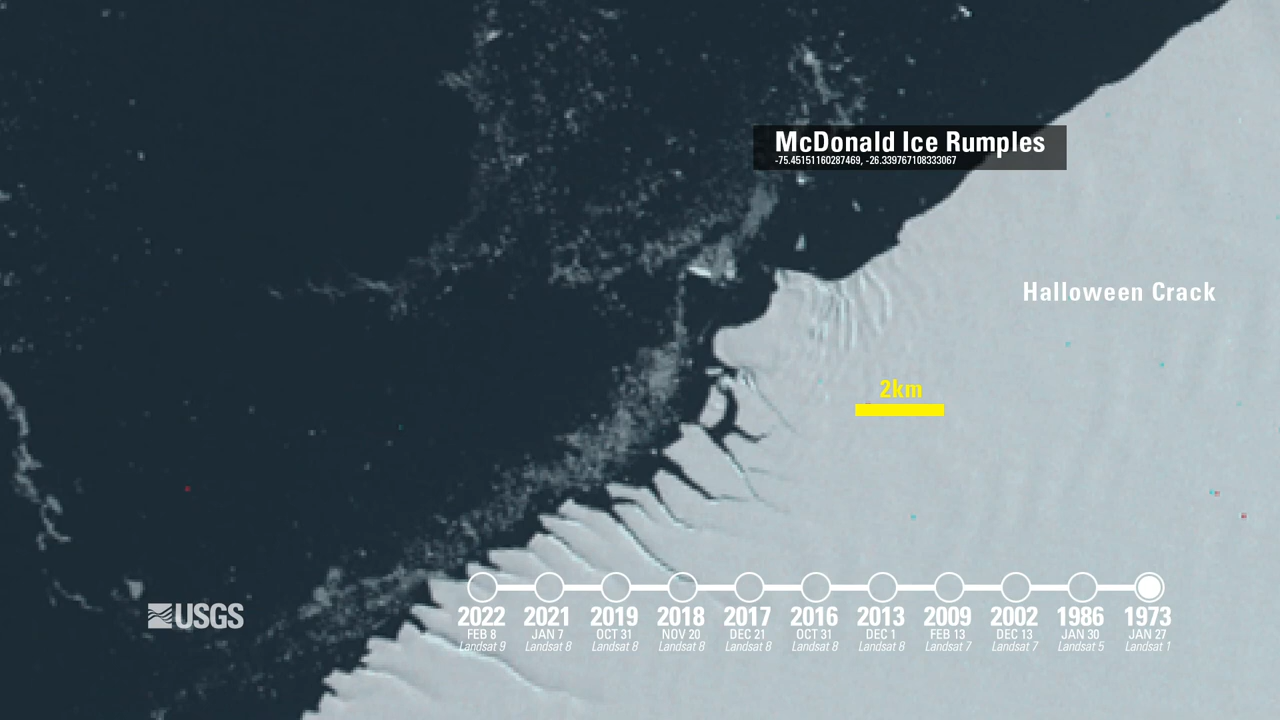 McDonald Ice Rumples
-75.45151160287469, -26.339767108333067
Halloween Crack
2km
USGS
2022 2021 2019 2018 2017 2016 2013 2009 2002 1986 1973
FEB 8 JAN 7 OCT 31 NOV 20 DEC 21 OCT 31 DEC 1 FEB 13 DEC 13 JAN 30 JAN 27
Landsat 9 Landsat 8 Landsat 8 Landsat 8 Landsat 8 Landsat 8 Landsat 8 Landsat 7 Landsat 7 Landsat 5 Landsat 1